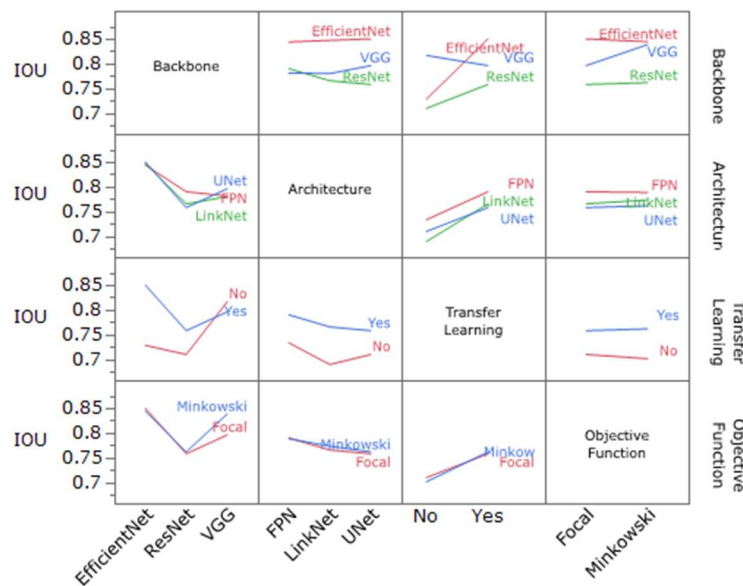 0.85
0.8
0.75
0.7
IOU
Backbone
EfficientNet
VGG
ResNet
EfficientNet
VGG
ResNet
EfficientNet
VGG
ResNet
Backbone
0.85
0.8
0.75
0.7
IOU
UNet
FPN
LinkNet
Architecture
FPN
LinkNet
UNet
FPN
LinkNet
UNet
Architectur
0.85
0.8
0.75
0.7
IOU
No
Yes
Yes
No
Transfer
Learning
Yes
No
Transfer
Learning
0.85
0.8
0.75
0.7
IOU
Minkowski
Focal
Minkowski
Focal
Minkow
Focal
Objective
Function
Objective
Function
EfficientNet
ResNet
VGG
FPN
LinkNet
UNet
No
Yes
Focal
Minkowski